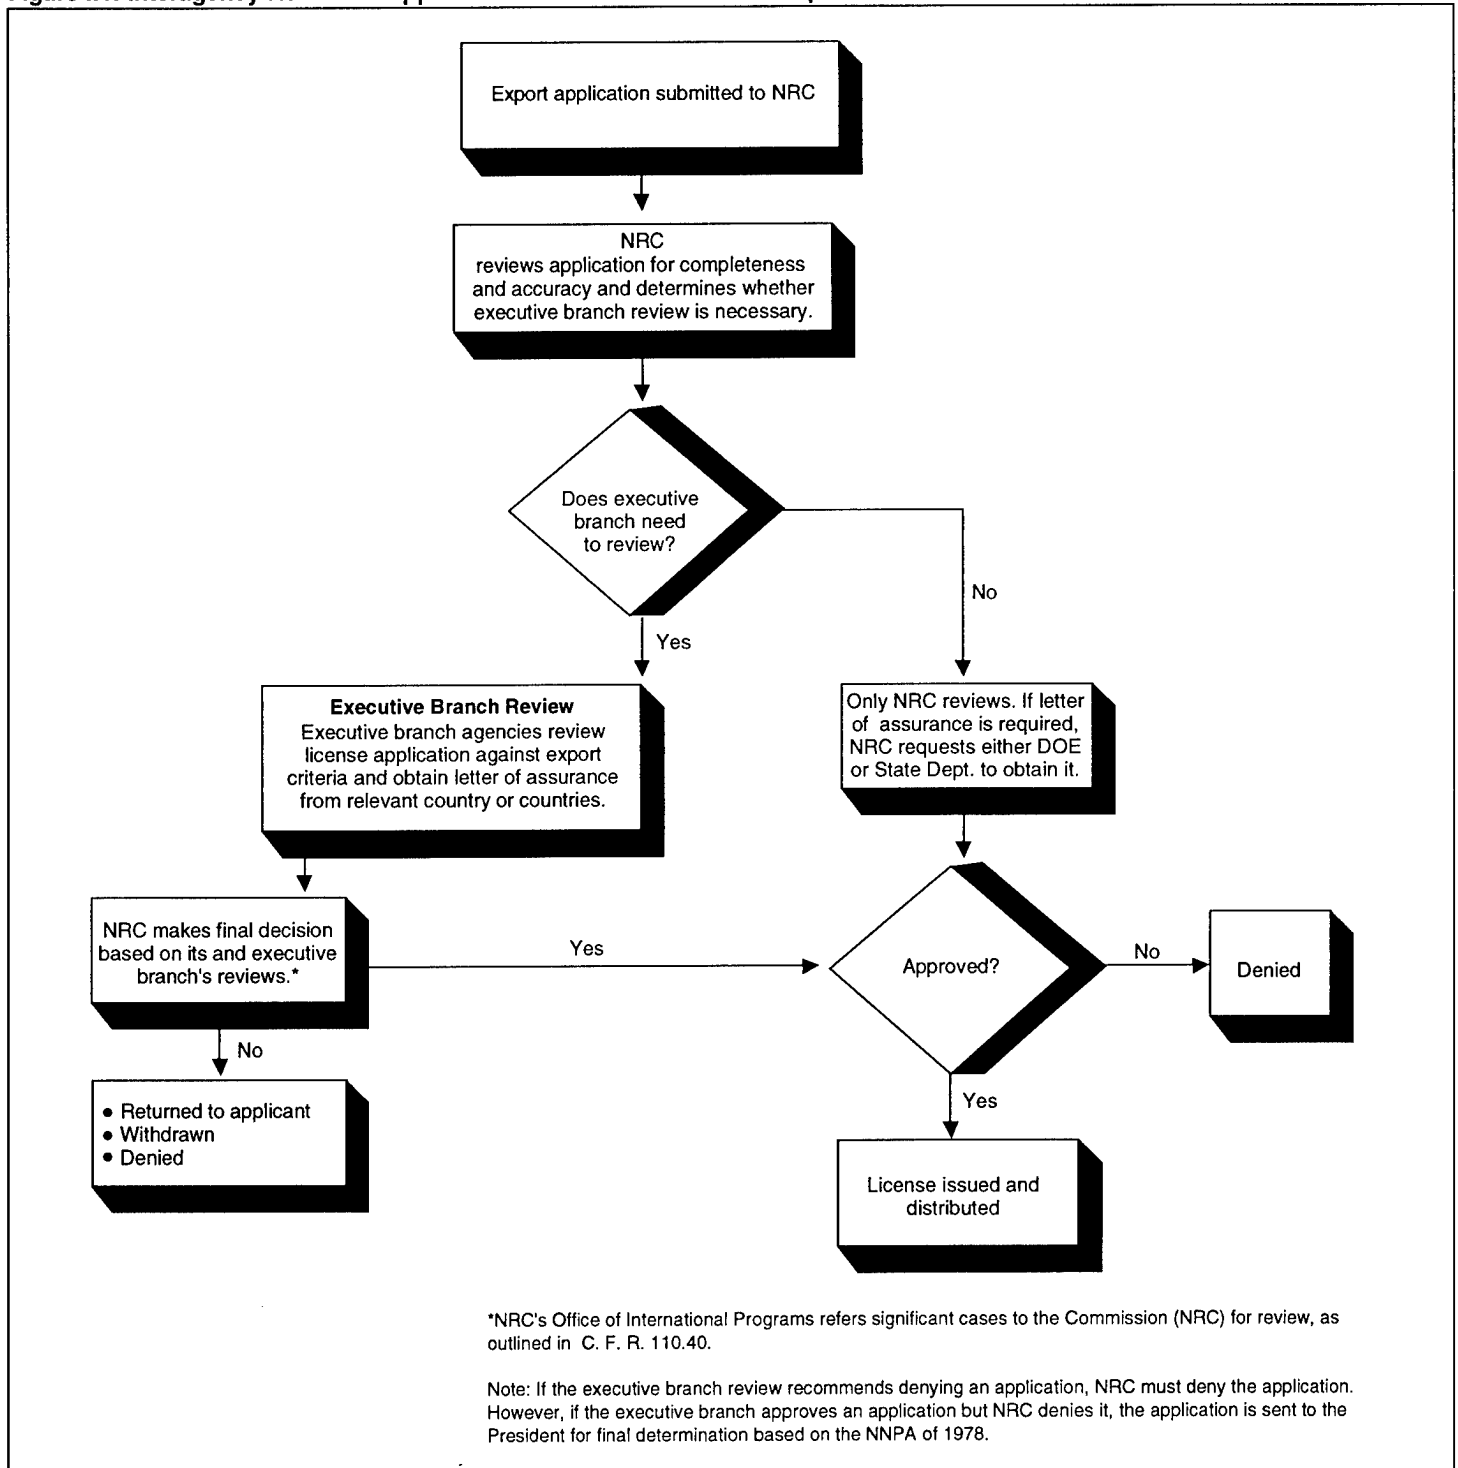 Export application submitted to NRC
NRC
reviews application for completeness
and accuracy and determines whether
executive branch review is necessary.
Does executive
branch need
to review?
No
Yes
Executive Branch Review
Executive branch agencies review
license application against export
criteria and obtain letter of assurance
from relevant country or countries.
Only NRC reviews. If letter
of assurance is required,
NRC requests either DOE
or State Dept. to obtain it.
NRC makes final decision
based on its and executive
branch's reviews.*
Yes
Approved?
No
Denied
No
● Returned to applicant
● Withdrawn
● Denied
Yes
License issued and
distributed
*NRC's Office of International Programs refers significant cases to the Commission (NRC) for review, as
outlined in C. F. R. 110.40.
Note: If the executive branch review recommends denying an application, NRC must deny the application.
However, if the executive branch approves an application but NRC denies it, the application is sent to the
President for final determination based on the NNPA of 1978.